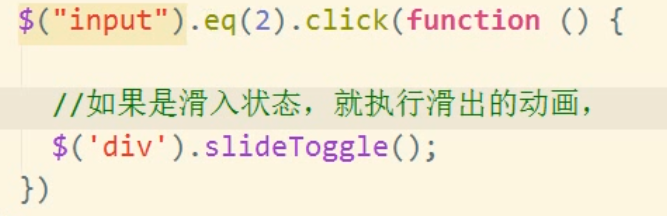 $("input").eq(2).click(function () {
//如果是滑入状态，就执行滑出的动画，
$('div').slideToggle();
})